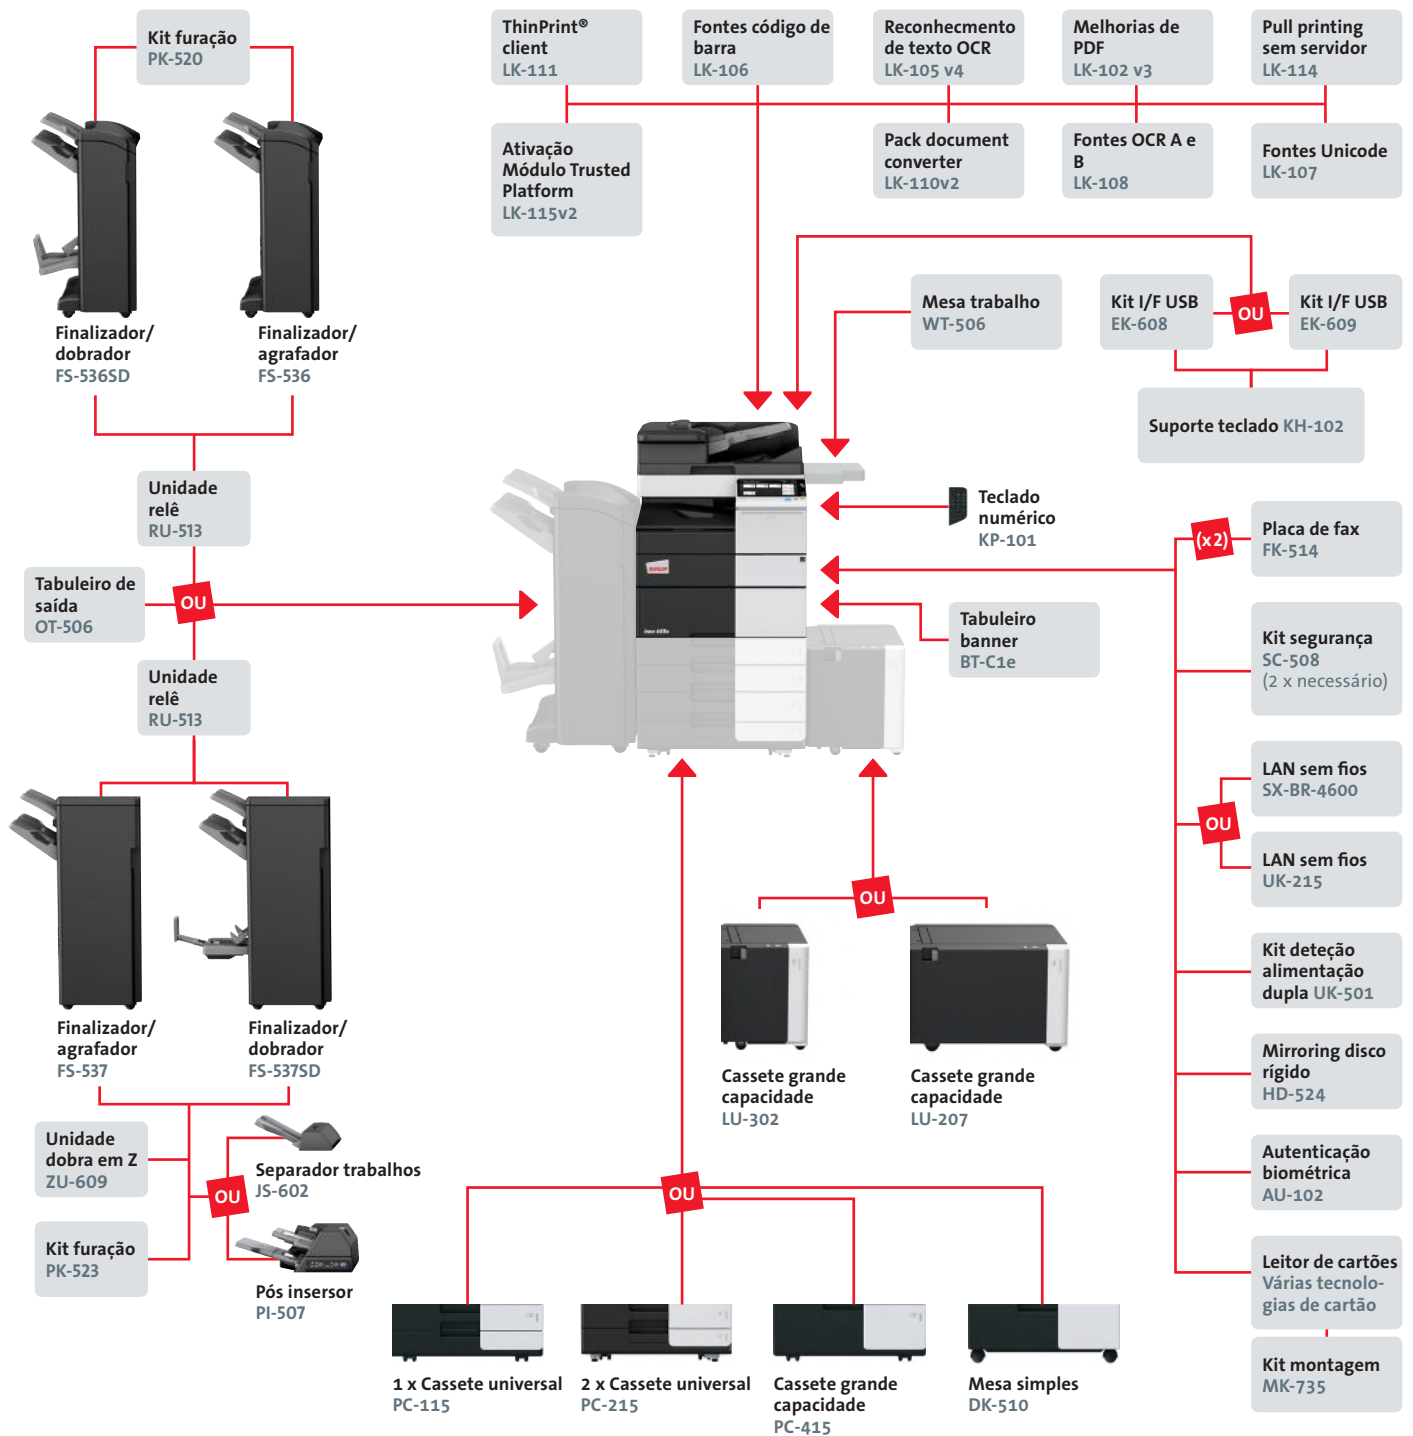 Kit furação
PK-520
ThinPrint®
client
LK-111
Fontes código de
barra
LK-106
Reconhecmento
de texto OCR
LK-105 v4
Melhorias de
PDF
LK-102 v3
Pull printing
sem servidor
LK-114
Ativação
Módulo Trusted
Platform
LK-115v2
Pack document
converter
LK-110v2
Fontes OCR A e
B
LK-108
Fontes Unicode
LK-107
Finalizador/
dobrador
FS-536SD
Finalizador/
agrafador
FS-536
Mesa trabalho
WT-506
Kit I/F USB
EK-608
OU
Kit I/F USB
EK-609
Suporte teclado KH-102
Unidade
relê
RU-513
Teclado
numérico
KP-101
(x2)
Placa de fax
FK-514
Tabuleiro de
saída
OT-506
OU
Tabuleiro
banner
BT-C1e
Kit segurança
SC-508
(2 x necessário)
Unidade
relê
RU-513
LAN sem fios
SX-BR-4600
OU
LAN sem fios
UK-215
OU
Kit deteção
alimentação
dupla UK-501
Finalizador/
agrafador
FS-537
Finalizador/
dobrador
FS-537SD
Cassete grande
capacidade
LU-302
Cassete grande
capacidade
LU-207
Mirroring disco
rígido
HD-524
Unidade
dobra em Z
ZU-609
Separador trabalhos
JS-602
OU
Autenticação
biométrica
AU-102
OU
Kit furação
PK-523
Pós insersor
PI-507
Leitor de cartões
Várias tecnolo-
gias de cartão
1 x Cassete universal
PC-115
2 x Cassete universal
PC-215
Cassete grande
capacidade
PC-415
Mesa simples
DK-510
Kit montagem
MK-735